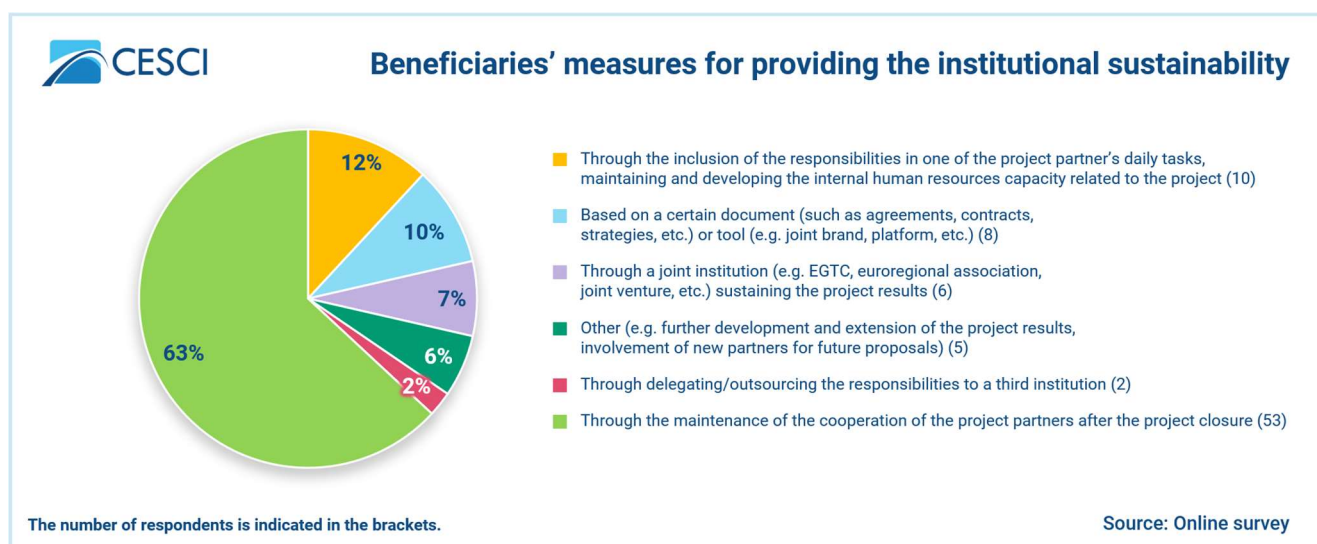 CESCI
Beneficiaries’ measures for providing the institutional sustainability
12%
10%
7%
6%
2%
63%
Through the inclusion of the responsibilities in one of the project partner’s daily tasks,
maintaining and developing the internal human resources capacity related to the project (10)
Based on a certain document (such as agreements, contracts,
strategies, etc.) or tool (e.g. joint brand, platform, etc.) (8)
Through a joint institution (e.g. EGTC, euroregional association,
joint venture, etc.) sustaining the project results (6)
Other (e.g. further development and extension of the project results,
involvement of new partners for future proposals) (5)
Through delegating/outsourcing the responsibilities to a third institution (2)
Through the maintenance of the cooperation of the project partners after the project closure (53)
The number of respondents is indicated in the brackets.
Source: Online survey